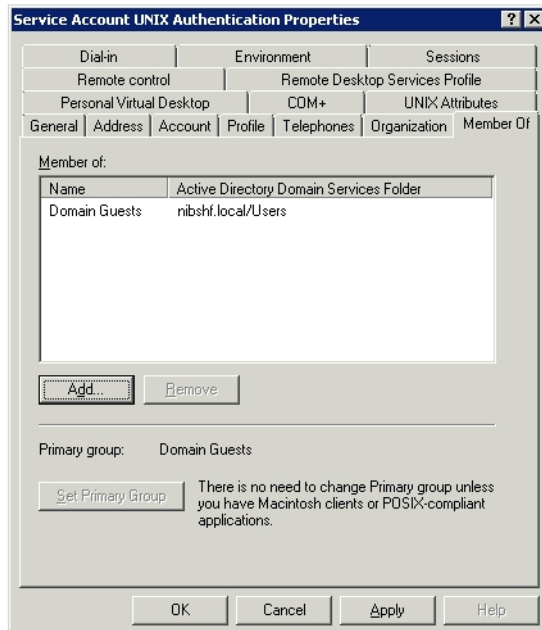 Service Account UNIX Authentication Properties
Dial-in Environment Sessions
Remote control Remote Desktop Services Profile
Personal Virtual Desktop COM+ UNIX Attributes
General Address Account Profile Telephones Organization Member Of
Member of:
Name Active Directory Domain Services Folder
Domain Guests nibshf.local/Users
Add... Remove
Primary group: Domain Guests
Set Primary Group
There is no need to change Primary group unless
you have Macintosh clients or POSIX-compliant
applications.
OK Cancel Apply Help